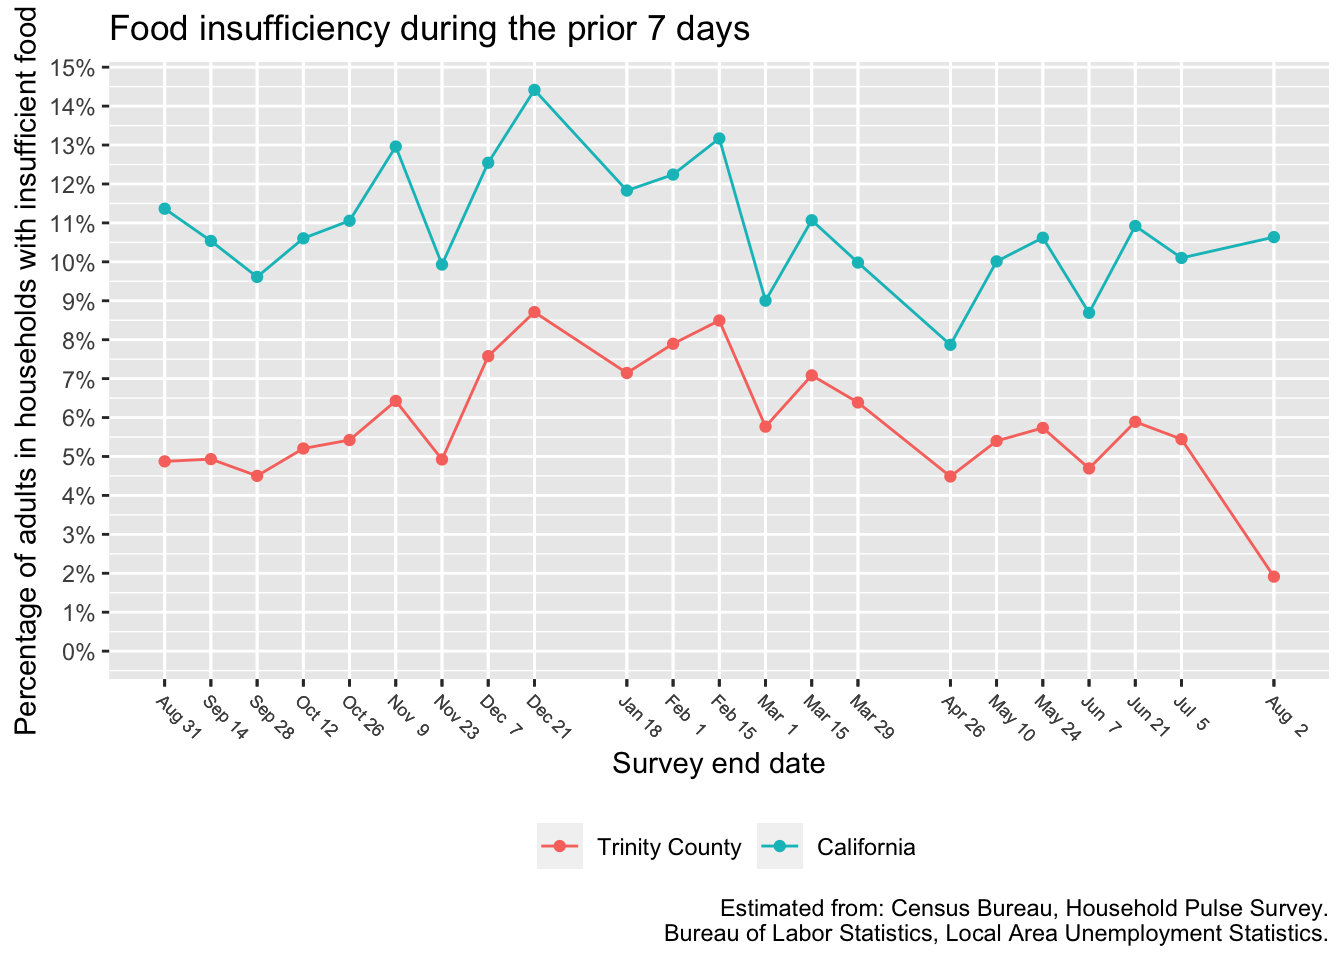 Food insufficiency during the prior 7 days
Percentage of adults in households with insufficient food
15%
14%
13%
12%
11%
10%
9%
8%
7%
6%
5%
4%
3%
2%
1%
0%
Aug 31
Sep 14
Sep 28
Oct 12
Oct 26
Nov 9
Nov 23
Dec 7
Dec 21
Jan 18
Feb 1
Feb 15
Mar 1
Mar 15
Mar 29
Apr 26
May 10
May 24
Jun 7
Jun 21
Jul 5
Aug 2
Survey end date
Trinity County
California
Estimated from: Census Bureau, Household Pulse Survey.
Bureau of Labor Statistics, Local Area Unemployment Statistics.